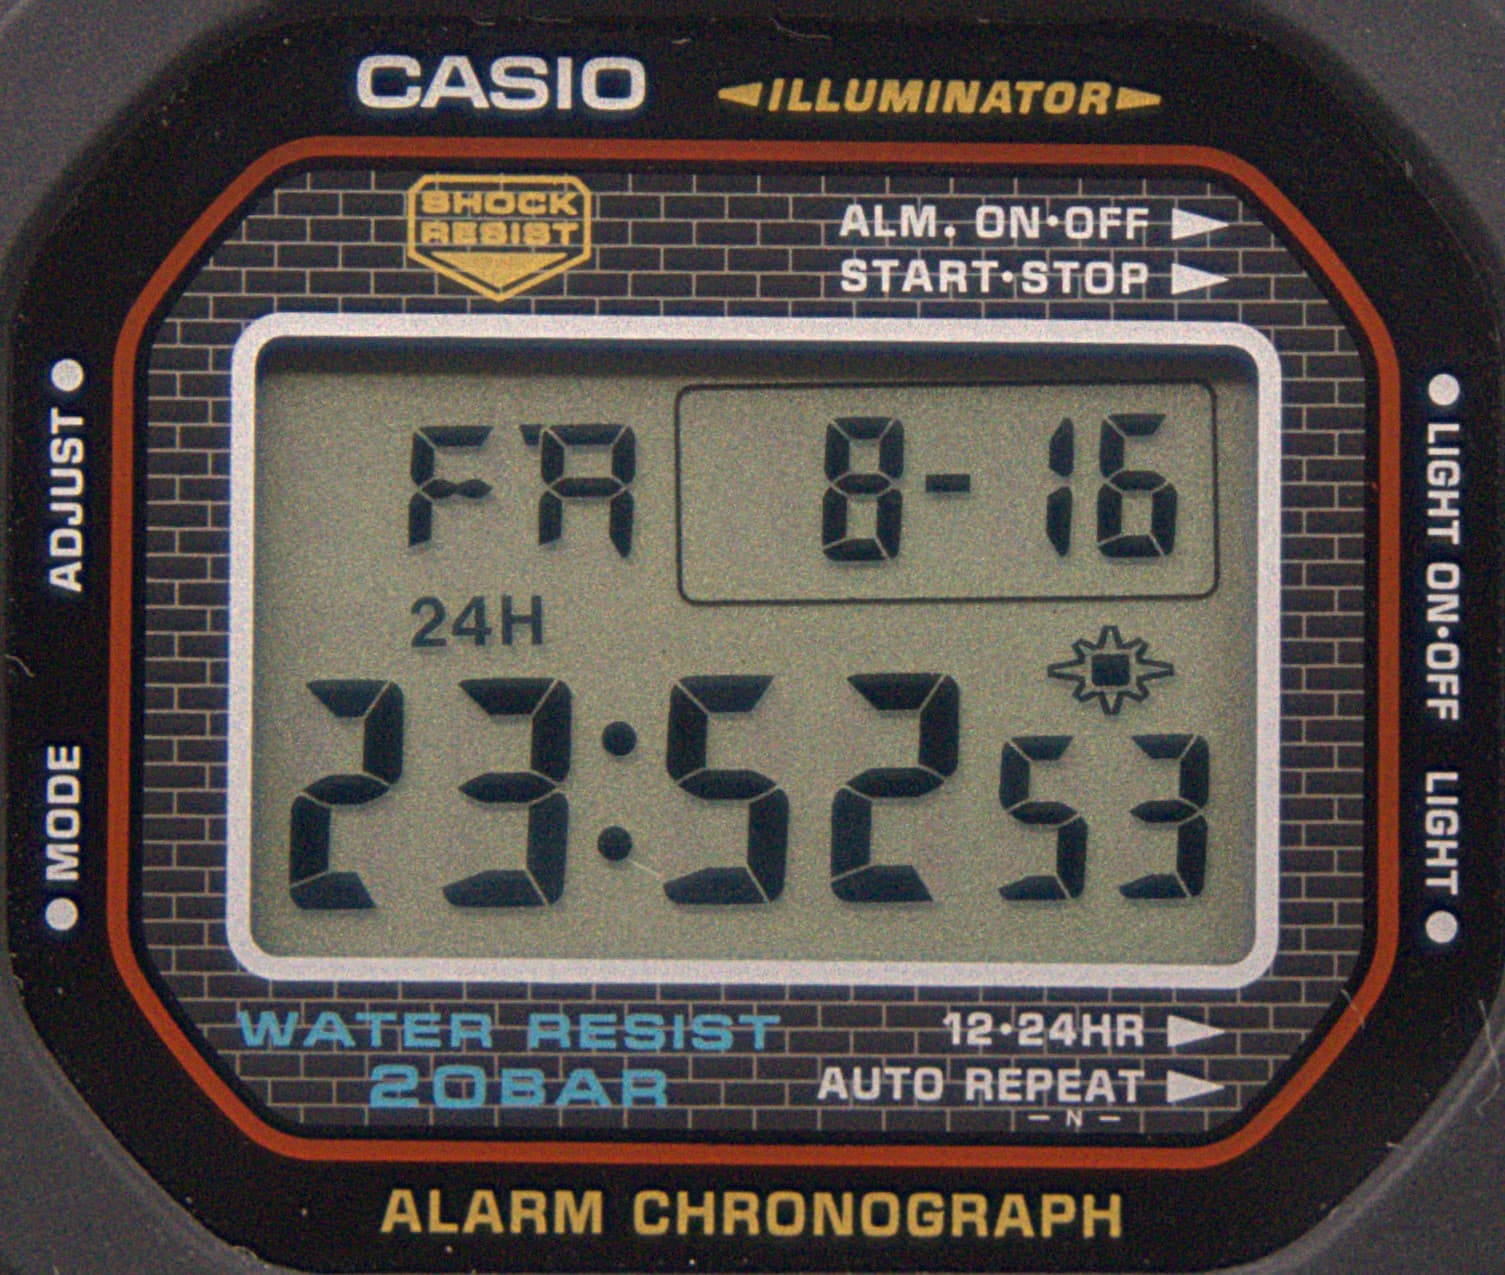 CASIO ILLUMINATOR
SHOCK
RESIST
ALM. ON•OFF
START•STOP
ADJUST
MODE
FR 8-16
24H
23:52 53
LIGHT ON•OFF
LIGHT
WATER RESIST
20BAR
12•24HR
AUTO REPEAT
– N –
ALARM CHRONOGRAPH